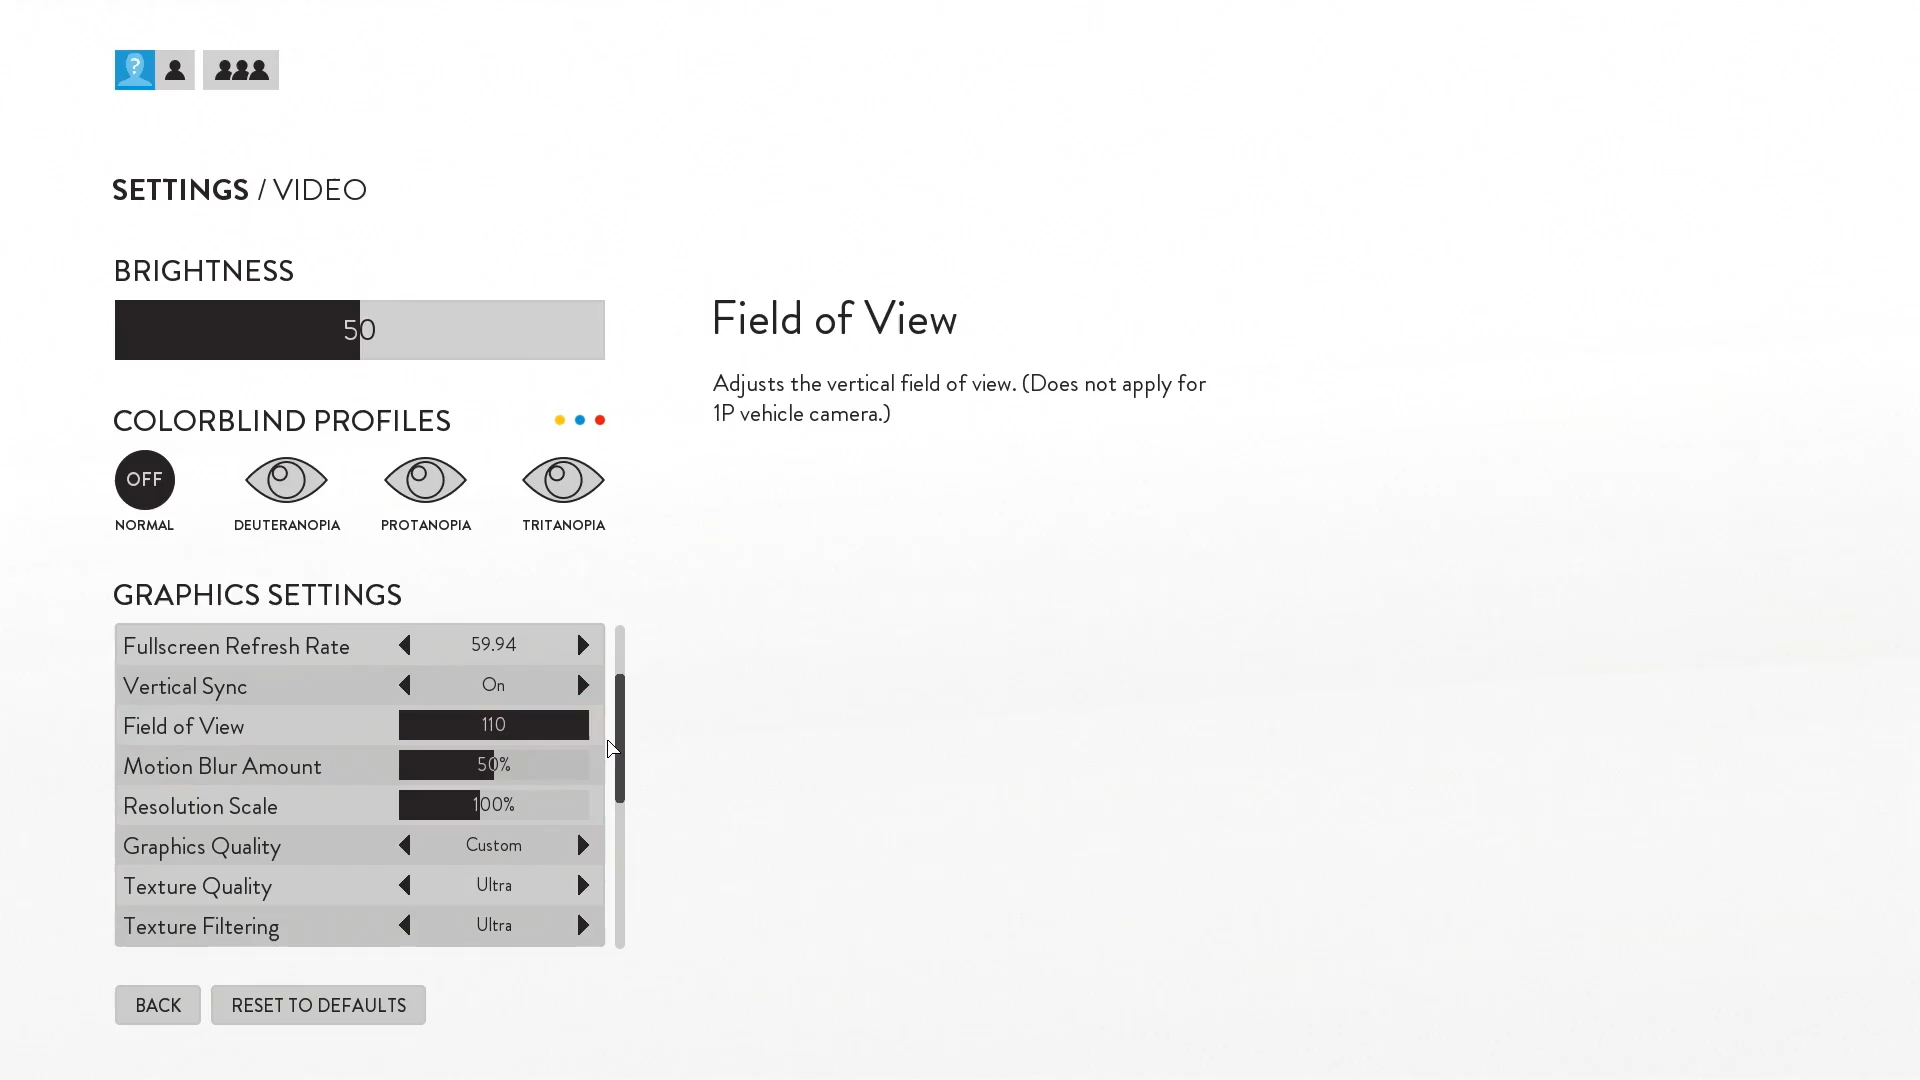 ?
SETTINGS / VIDEO
BRIGHTNESS
50
COLORBLIND PROFILES
OFF
NORMAL DEUTERANOPIA PROTANOPIA TRITANOPIA
GRAPHICS SETTINGS
Fullscreen Refresh Rate 59.94
Vertical Sync On
Field of View 110
Motion Blur Amount 50%
Resolution Scale 100%
Graphics Quality Custom
Texture Quality Ultra
Texture Filtering Ultra
BACK RESET TO DEFAULTS
Field of View
Adjusts the vertical field of view. (Does not apply for
1P vehicle camera.)